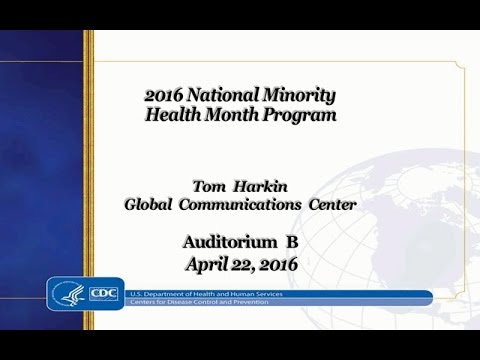 2016 National Minority
Health Month Program
Tom Harkin
Global Communications Center
Auditorium B
April 22, 2016
CDC
U.S. Department of Health and Human Services
Centers for Disease Control and Prevention